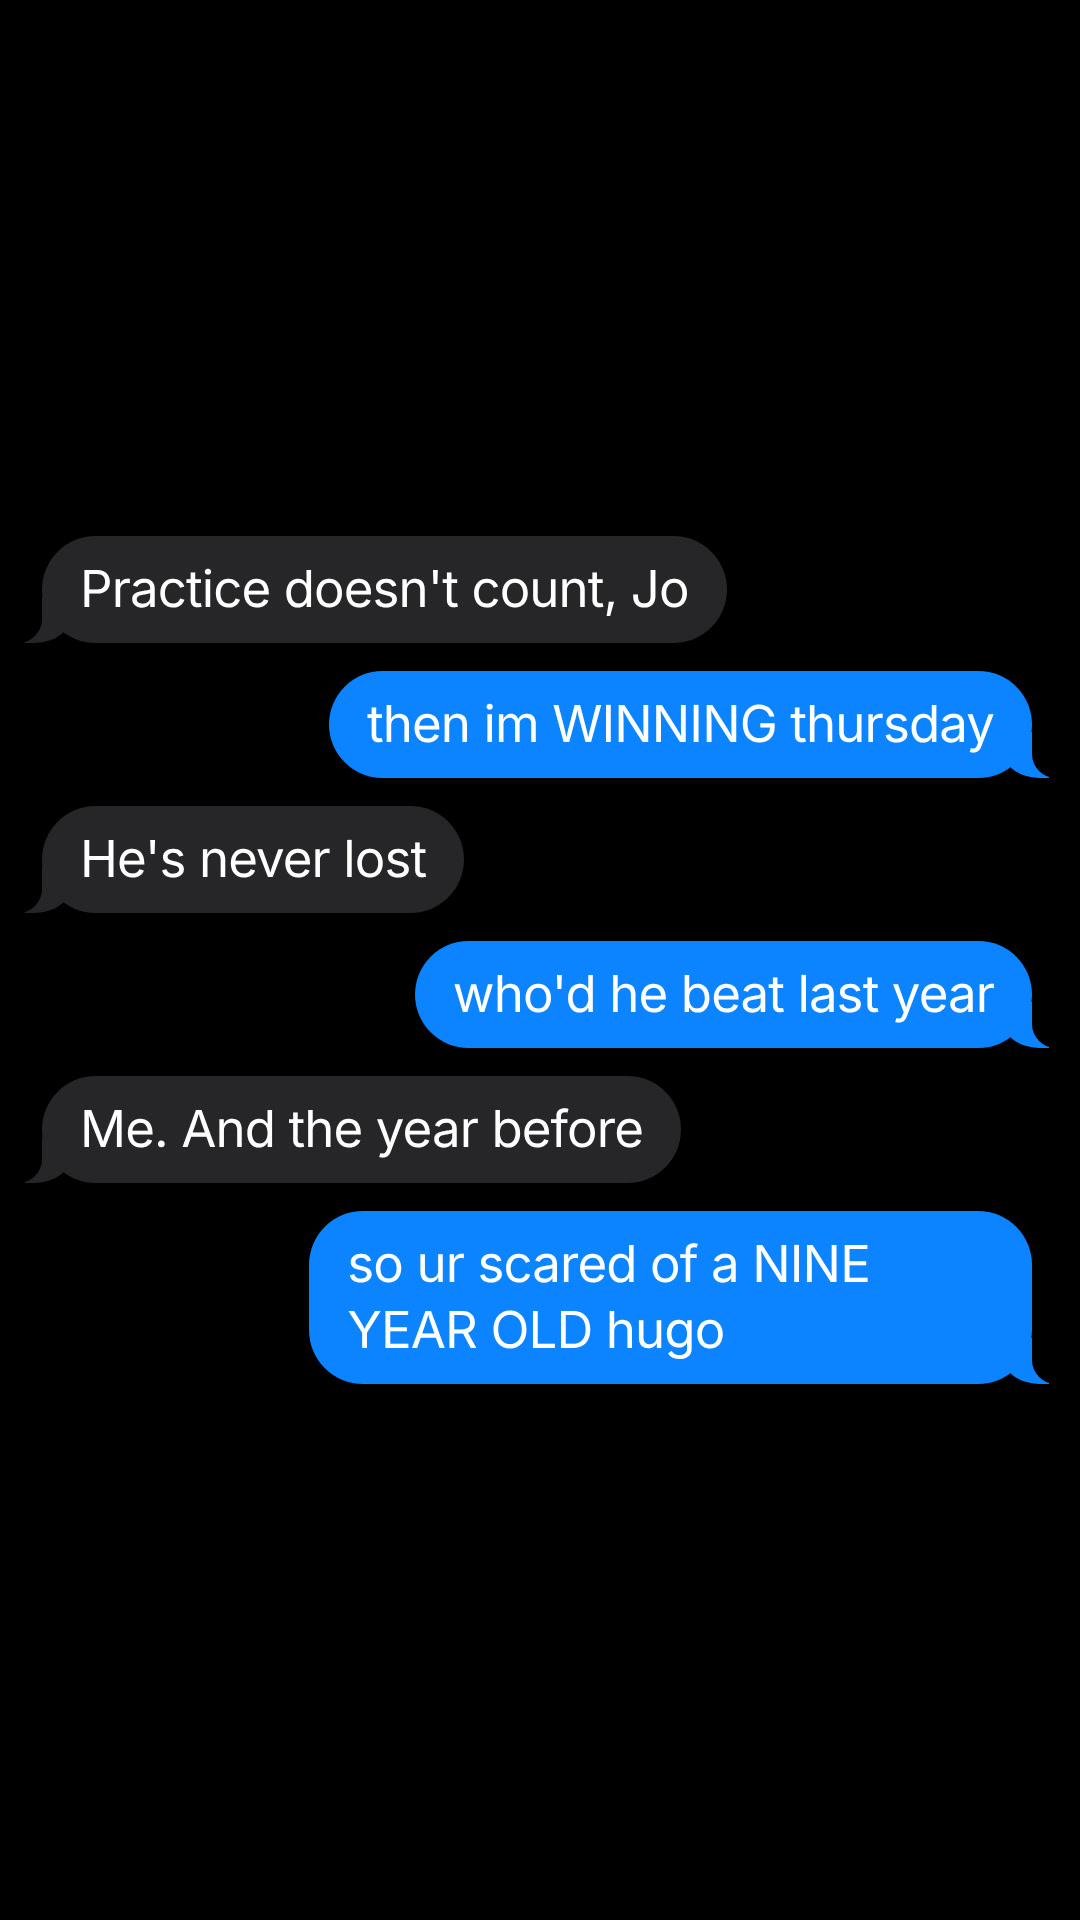 Practice doesn't count, Jo
then im WINNING thursday
He's never lost
who'd he beat last year
Me. And the year before
so ur scared of a NINE
YEAR OLD hugo